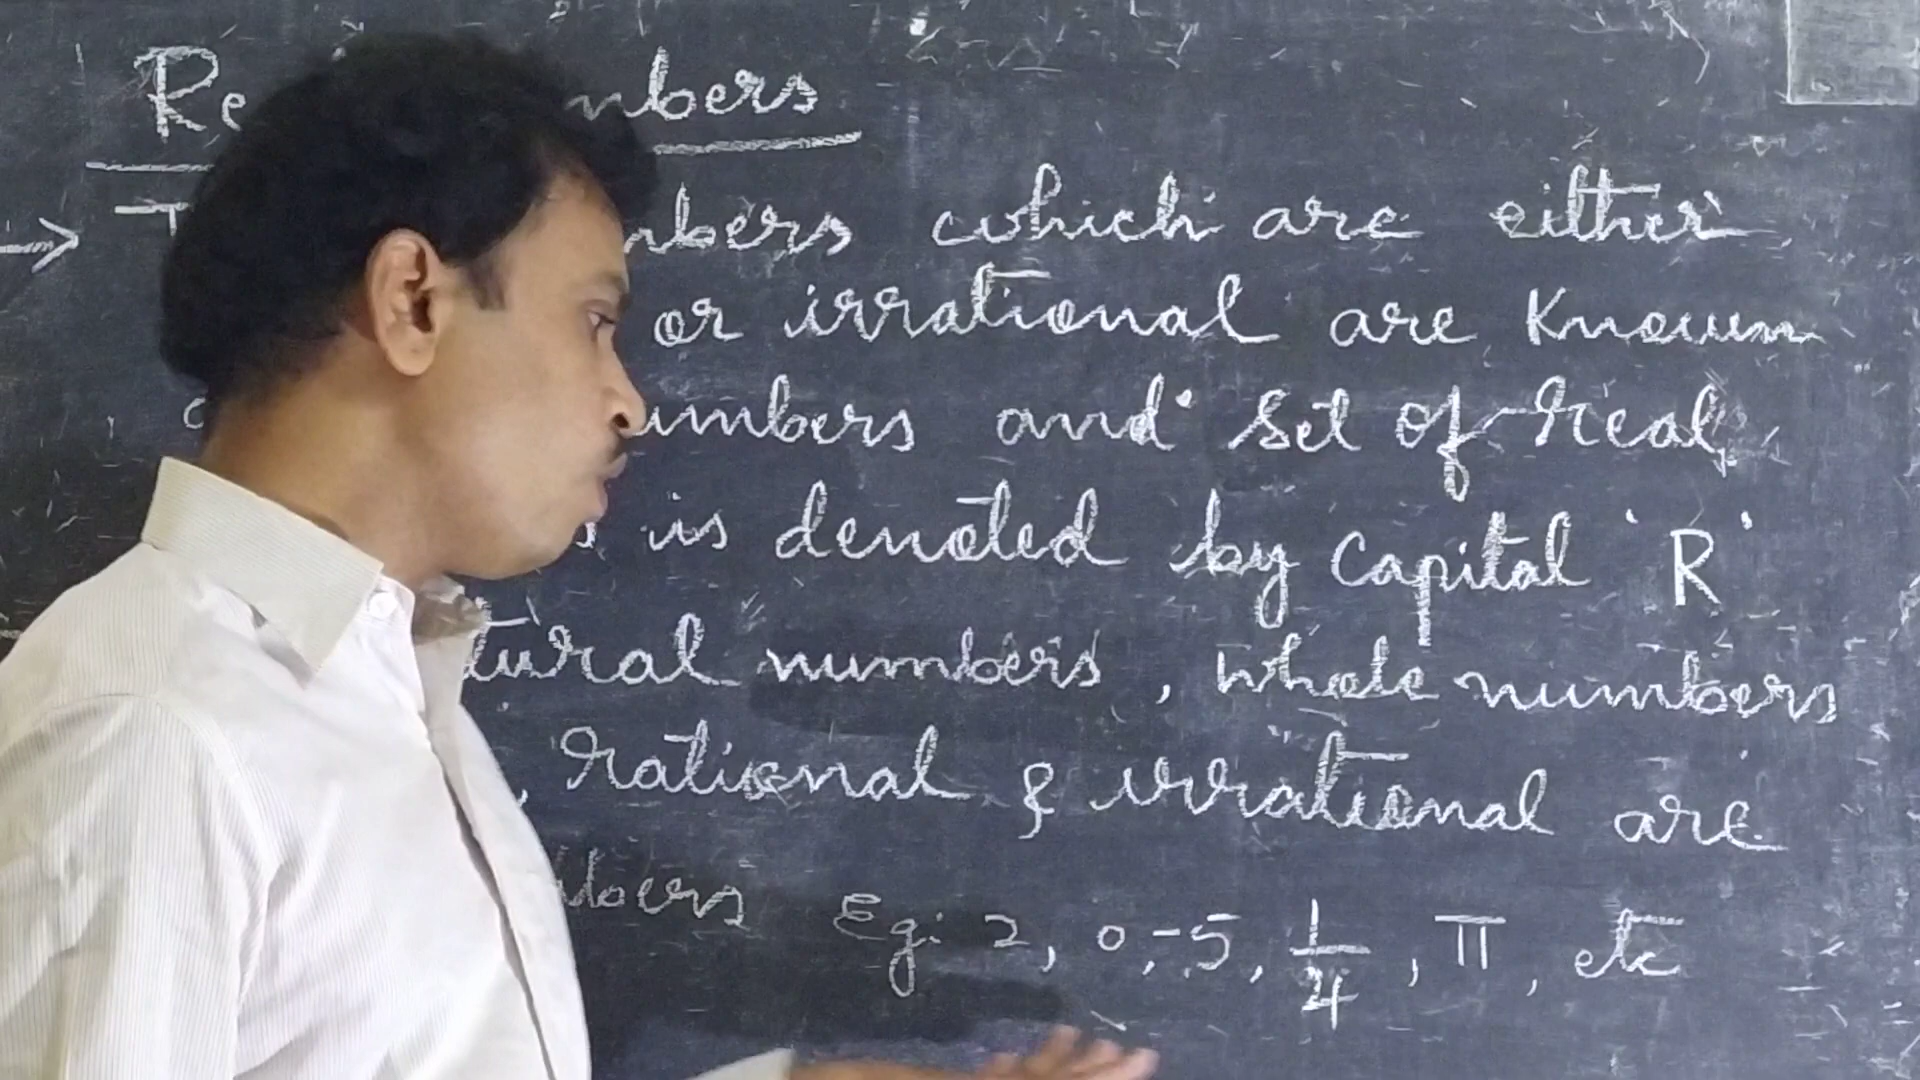 Re mbers
→ T mbers which are either
or irrational are known
umbers and set of real
s is denoted by capital 'R'
tural numbers, whole numbers
, rational & irrational are
mbers Eg: 2, 0, -5, 1/4, π, etc